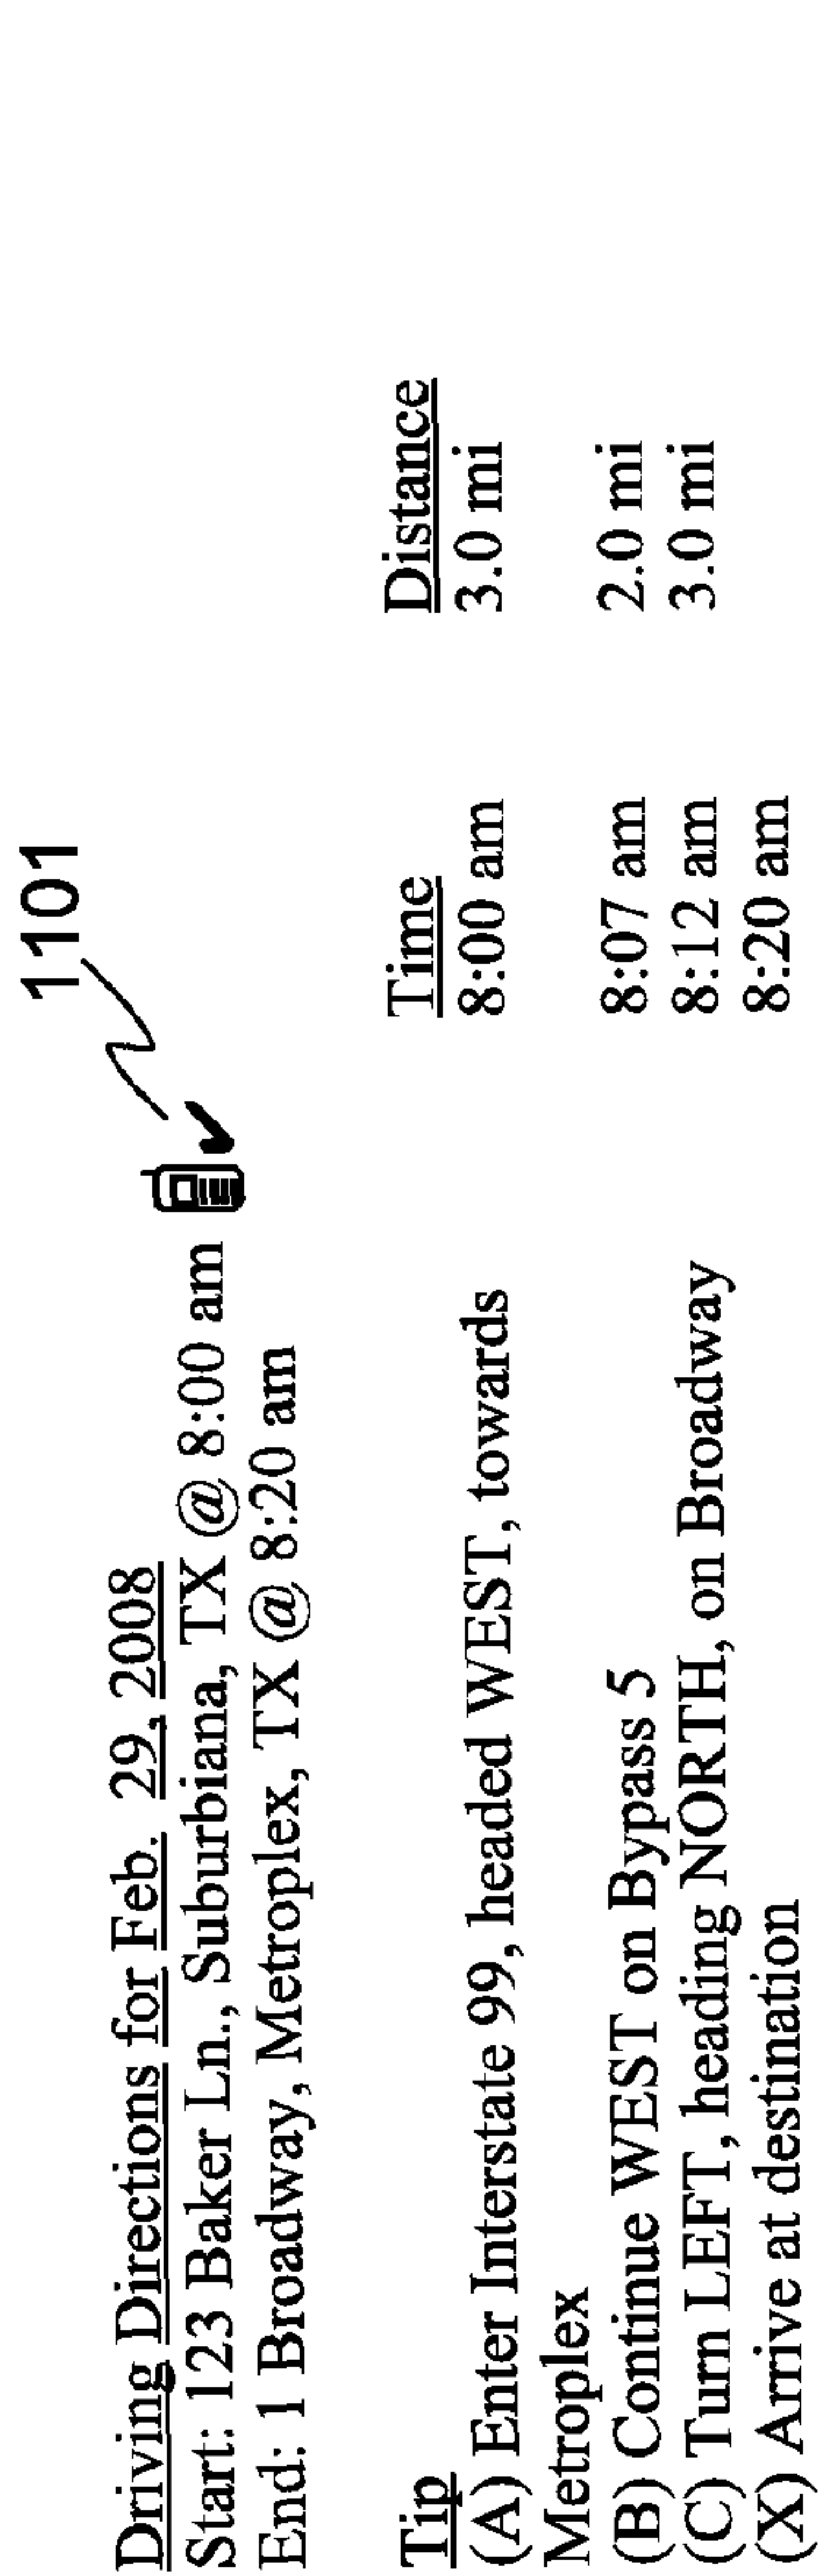 1101
Driving Directions for Feb. 29, 2008
Start: 123 Baker Ln., Suburbiana, TX @ 8:00 am
End: 1 Broadway, Metroplex, TX @ 8:20 am
Tip Time Distance
(A) Enter Interstate 99, headed WEST, towards 8:00 am 3.0 mi
Metroplex
(B) Continue WEST on Bypass 5 8:07 am 2.0 mi
(C) Turn LEFT, heading NORTH, on Broadway 8:12 am 3.0 mi
(X) Arrive at destination 8:20 am